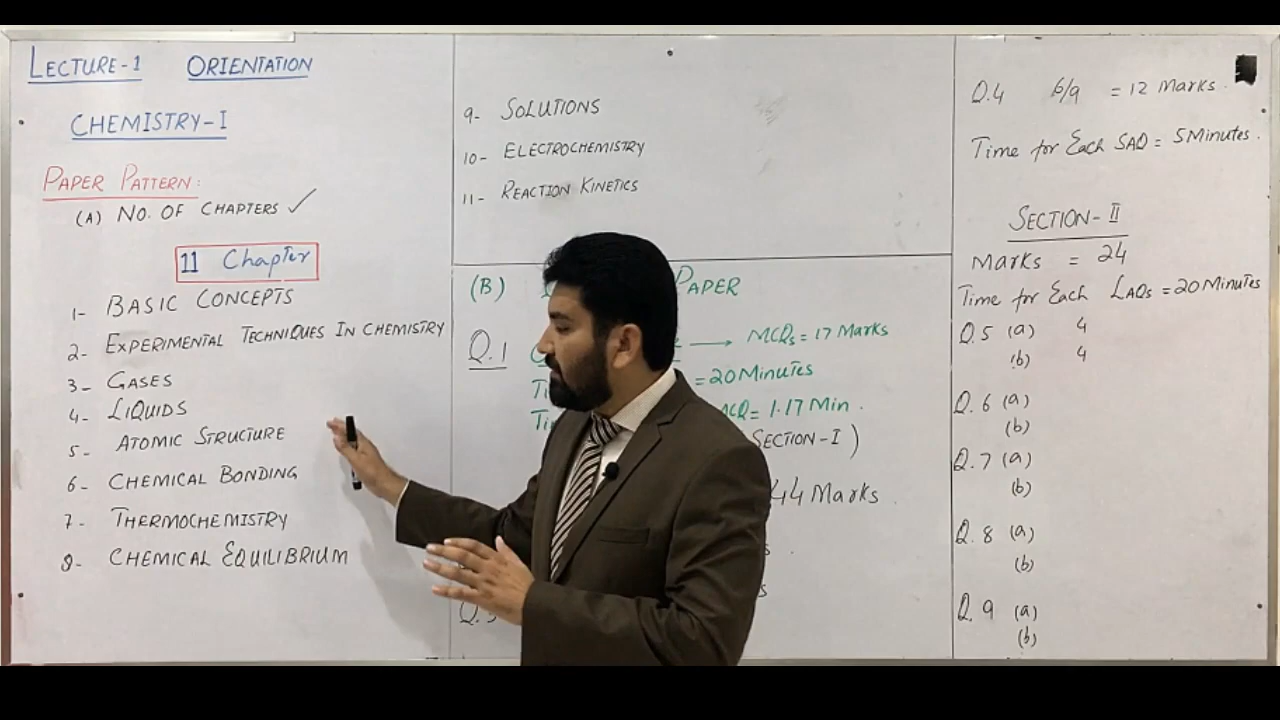 LECTURE-1 ORIENTATION
CHEMISTRY-I
PAPER PATTERN:
(A) NO. OF CHAPTERS ✓
11 Chapter
1- BASIC CONCEPTS
2- EXPERIMENTAL TECHNIQUES IN CHEMISTRY
3- GASES
4- LIQUIDS
5- ATOMIC STRUCTURE
6- CHEMICAL BONDING
7- THERMOCHEMISTRY
8- CHEMICAL EQUILIBRIUM
9- SOLUTIONS
10- ELECTROCHEMISTRY
11- REACTION KINETICS
(B) PAPER
Q.1 → MCQs = 17 Marks
= 20 Minutes
= 1.17 Min.
SECTION-I)
44 Marks
Q.4 6/9 = 12 Marks.
Time for Each SAQ = 5 Minutes.
SECTION-II
Marks = 24
Time for Each LAQs = 20 Minutes
Q.5 (a) 4
(b) 4
Q.6 (a)
(b)
Q.7 (a)
(b)
Q.8 (a)
(b)
Q.9 (a)
(b)